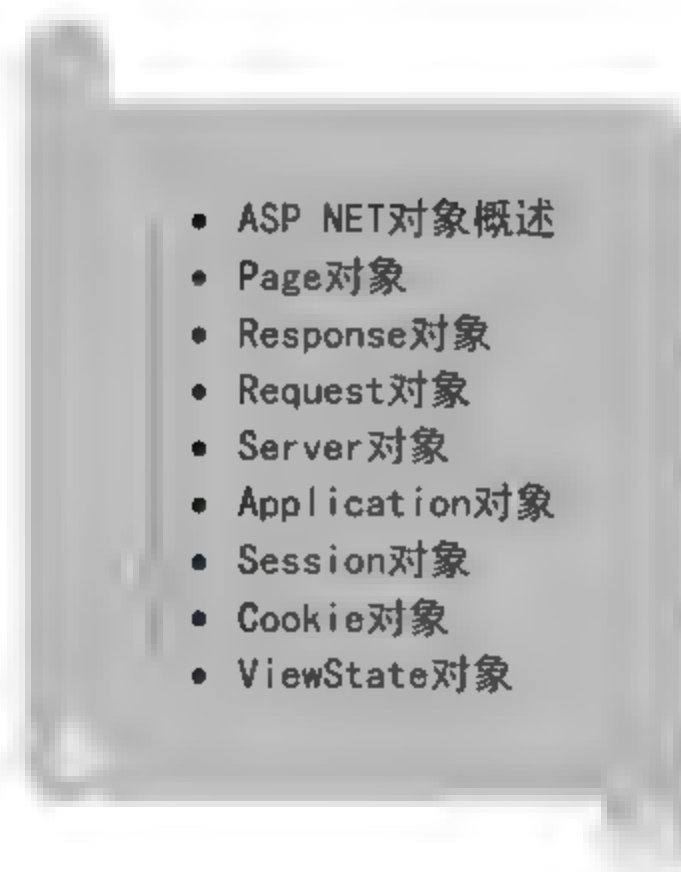 ASP NET对象概述
Page对象
Response对象
Request对象
Server对象
Application对象
Session对象
Cookie对象
ViewState对象